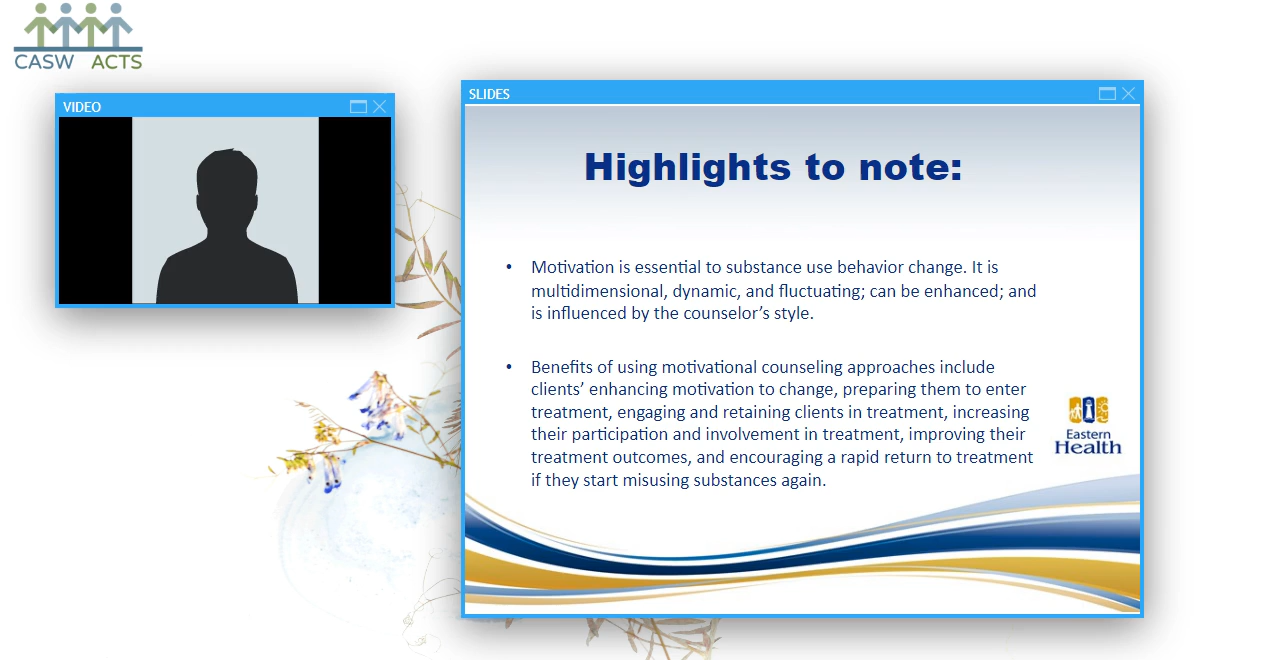 CASW ACTS
VIDEO
SLIDES
Highlights to note:
• Motivation is essential to substance use behavior change. It is
multidimensional, dynamic, and fluctuating; can be enhanced; and
is influenced by the counselor’s style.
• Benefits of using motivational counseling approaches include
clients’ enhancing motivation to change, preparing them to enter
treatment, engaging and retaining clients in treatment, increasing
their participation and involvement in treatment, improving their
treatment outcomes, and encouraging a rapid return to treatment
if they start misusing substances again.
Eastern
Health